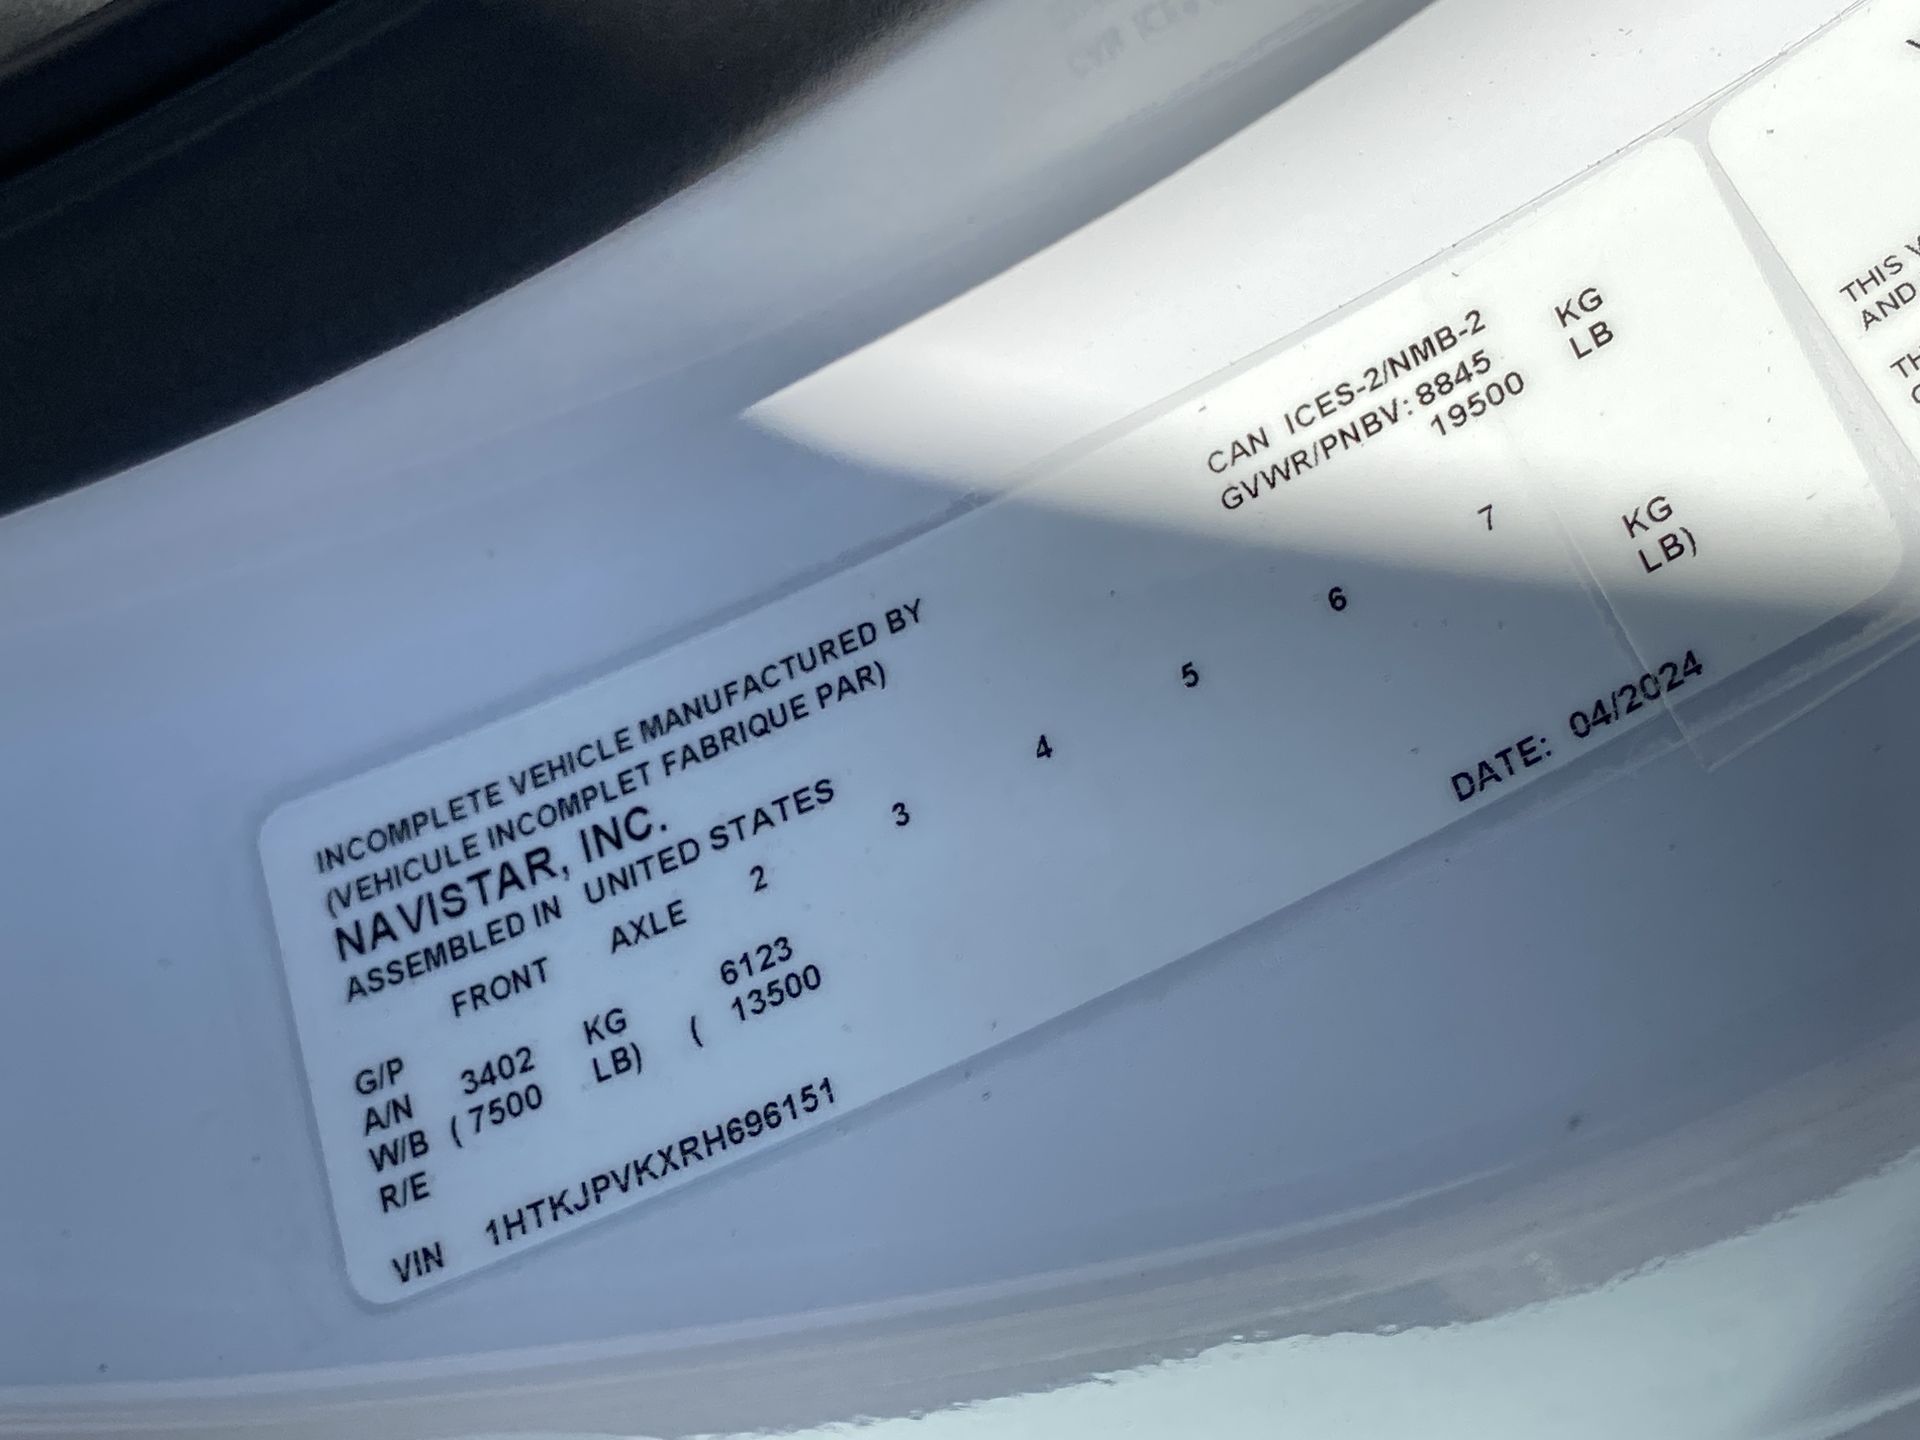 INCOMPLETE VEHICLE MANUFACTURED BY
(VEHICULE INCOMPLET FABRIQUE PAR)
NAVISTAR, INC.
ASSEMBLED IN UNITED STATES
CAN ICES-2/NMB-2
GVWR/PNBV: 8845 KG
19500 LB
FRONT AXLE 2 3 4 5 6 7
G/P
A/N 3402 KG 6123 KG
W/B (7500 LB) ( 13500 LB)
R/E
VIN 1HTKJPVKXRH696151 DATE: 04/2024
THIS
AND